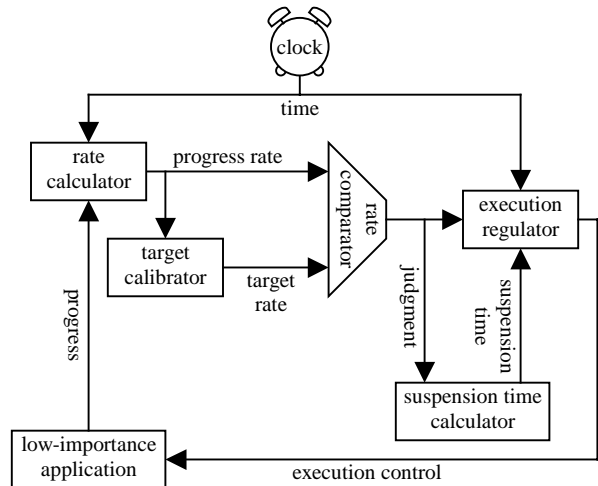 clock
time
rate
calculator
progress rate
rate
comparator
execution
regulator
target
calibrator
target
rate
progress
judgment
suspension
time
suspension time
calculator
low-importance
application
execution control